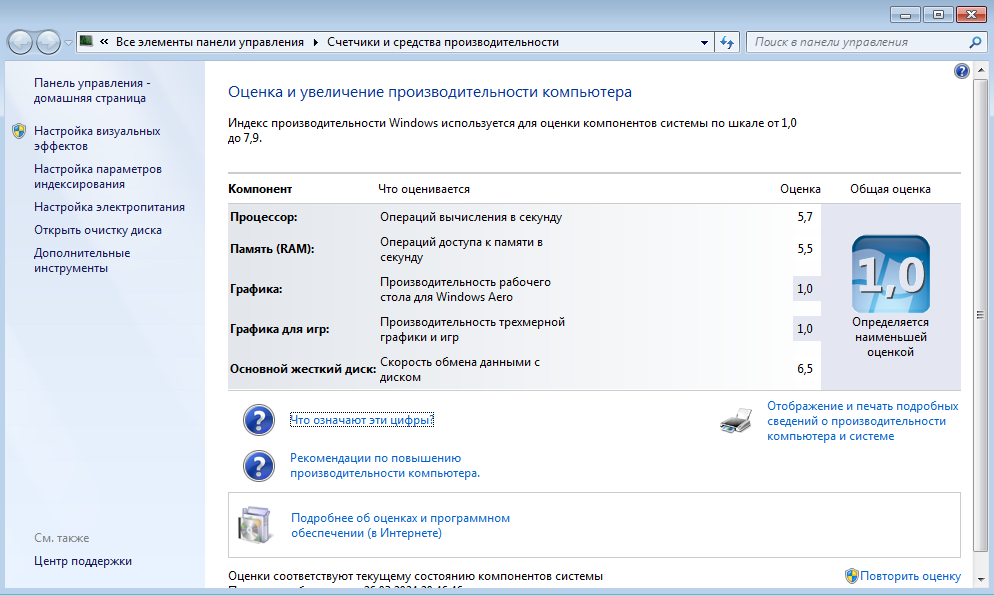 « Все элементы панели управления ▸ Счетчики и средства производительности
Поиск в панели управления
Панель управления -
домашняя страница
Настройка визуальных
эффектов
Настройка параметров
индексирования
Настройка электропитания
Открыть очистку диска
Дополнительные
инструменты
См. также
Центр поддержки
Оценка и увеличение производительности компьютера
Индекс производительности Windows используется для оценки компонентов системы по шкале от 1,0
до 7,9.
Компонент Что оценивается Оценка Общая оценка
Процессор: Операций вычисления в секунду 5,7
Память (RAM): Операций доступа к памяти в
секунду 5,5
Графика: Производительность рабочего
стола для Windows Aero 1,0
Графика для игр: Производительность трехмерной
графики и игр 1,0
Основной жесткий диск: Скорость обмена данными с
диском 6,5
1,0
Определяется
наименьшей
оценкой
Что означают эти цифры?
Рекомендации по повышению
производительности компьютера.
Отображение и печать подробных
сведений о производительности
компьютера и системе
Подробнее об оценках и программном
обеспечении (в Интернете)
Оценки соответствуют текущему состоянию компонентов системы
Повторить оценку